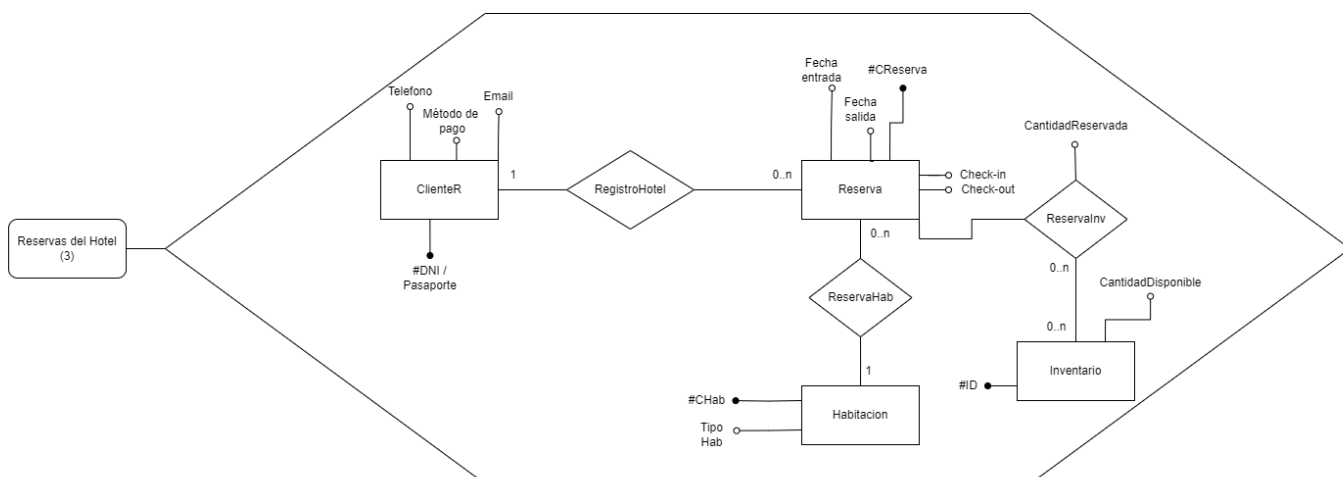 Fecha
entrada
#CReserva
Telefono
Email
Método de
pago
Fecha
salida
CantidadReservada
ClienteR
1
RegistroHotel
0..n
Reserva
Check-in
Check-out
ReservaInv
Reservas del Hotel
(3)
0..n
#DNI /
Pasaporte
0..n
ReservaHab
CantidadDisponible
0..n
1
Inventario
#ID
#CHab
Habitacion
Tipo
Hab